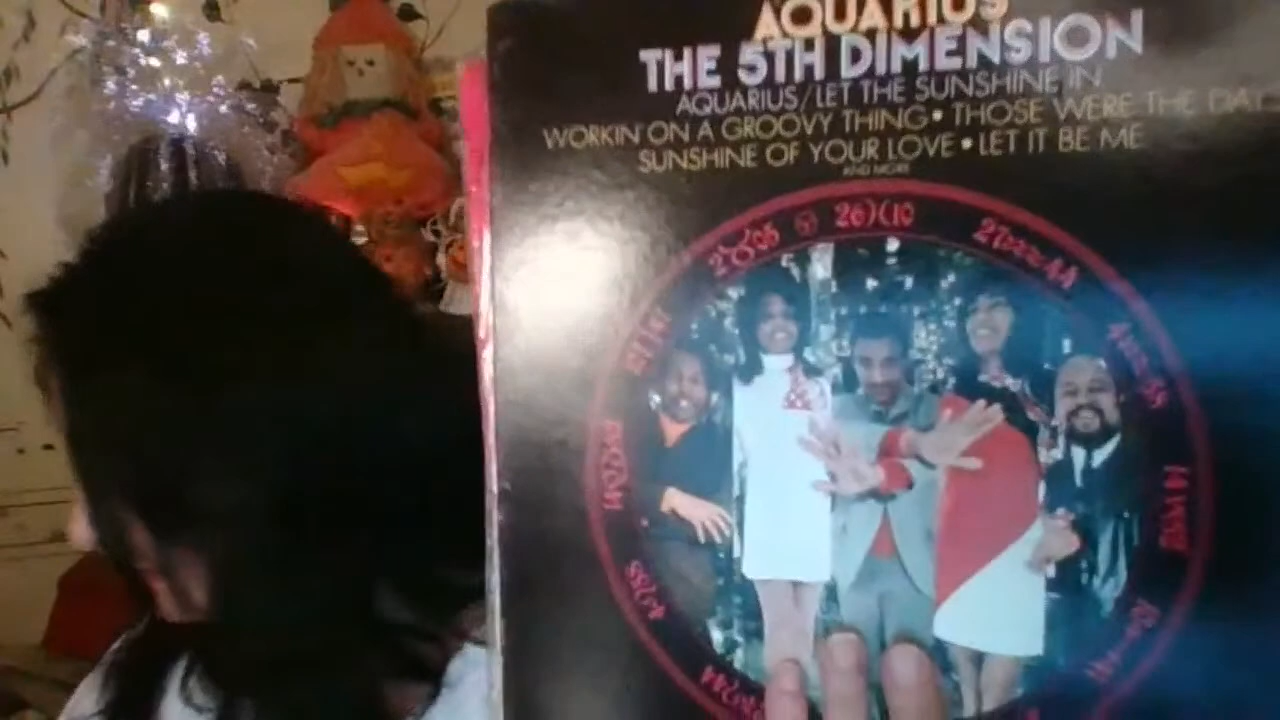 AQUARIUS
THE 5TH DIMENSION
AQUARIUS/LET THE SUNSHINE IN
WORKIN' ON A GROOVY THING • THOSE WERE THE DAYS
SUNSHINE OF YOUR LOVE • LET IT BE ME
AND MORE